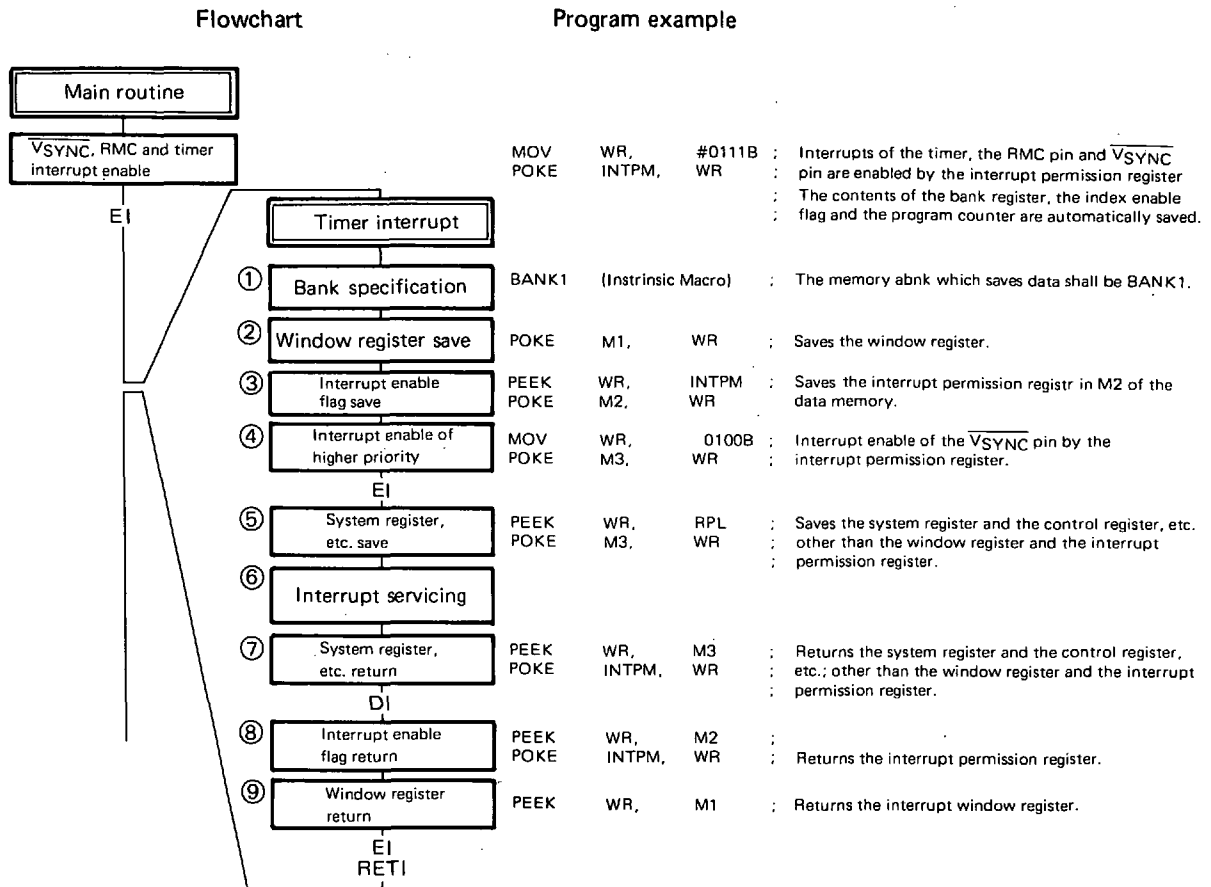 Flowchart Program example
Main routine
VSYNC, RMC and timer
interrupt enable
MOV WR, #0111B ; Interrupts of the timer, the RMC pin and VSYNC
POKE INTPM, WR ; pin are enabled by the interrupt permission register
; The contents of the bank register, the index enable
; flag and the program counter are automatically saved.
EI
Timer interrupt
① Bank specification BANK1 (Instrinsic Macro) ; The memory abnk which saves data shall be BANK1.
② Window register save POKE M1, WR ; Saves the window register.
③ Interrupt enable PEEK WR, INTPM ; Saves the interrupt permission registr in M2 of the
flag save POKE M2, WR data memory.
④ Interrupt enable of MOV WR, 0100B ; Interrupt enable of the VSYNC pin by the
higher priority POKE M3, WR ; interrupt permission register.
EI
⑤ System register, PEEK WR, RPL ; Saves the system register and the control register, etc.
etc. save POKE M3, WR ; other than the window register and the interrupt
; permission register.
⑥ Interrupt servicing
⑦ System register, PEEK WR, M3 ; Returns the system register and the control register,
etc. return POKE INTPM, WR ; etc.; other than the window register and the interrupt
; permission register.
DI
⑧ Interrupt enable PEEK WR, M2 ;
flag return POKE INTPM, WR ; Returns the interrupt permission register.
⑨ Window register
return PEEK WR, M1 ; Returns the interrupt window register.
EI
RETI